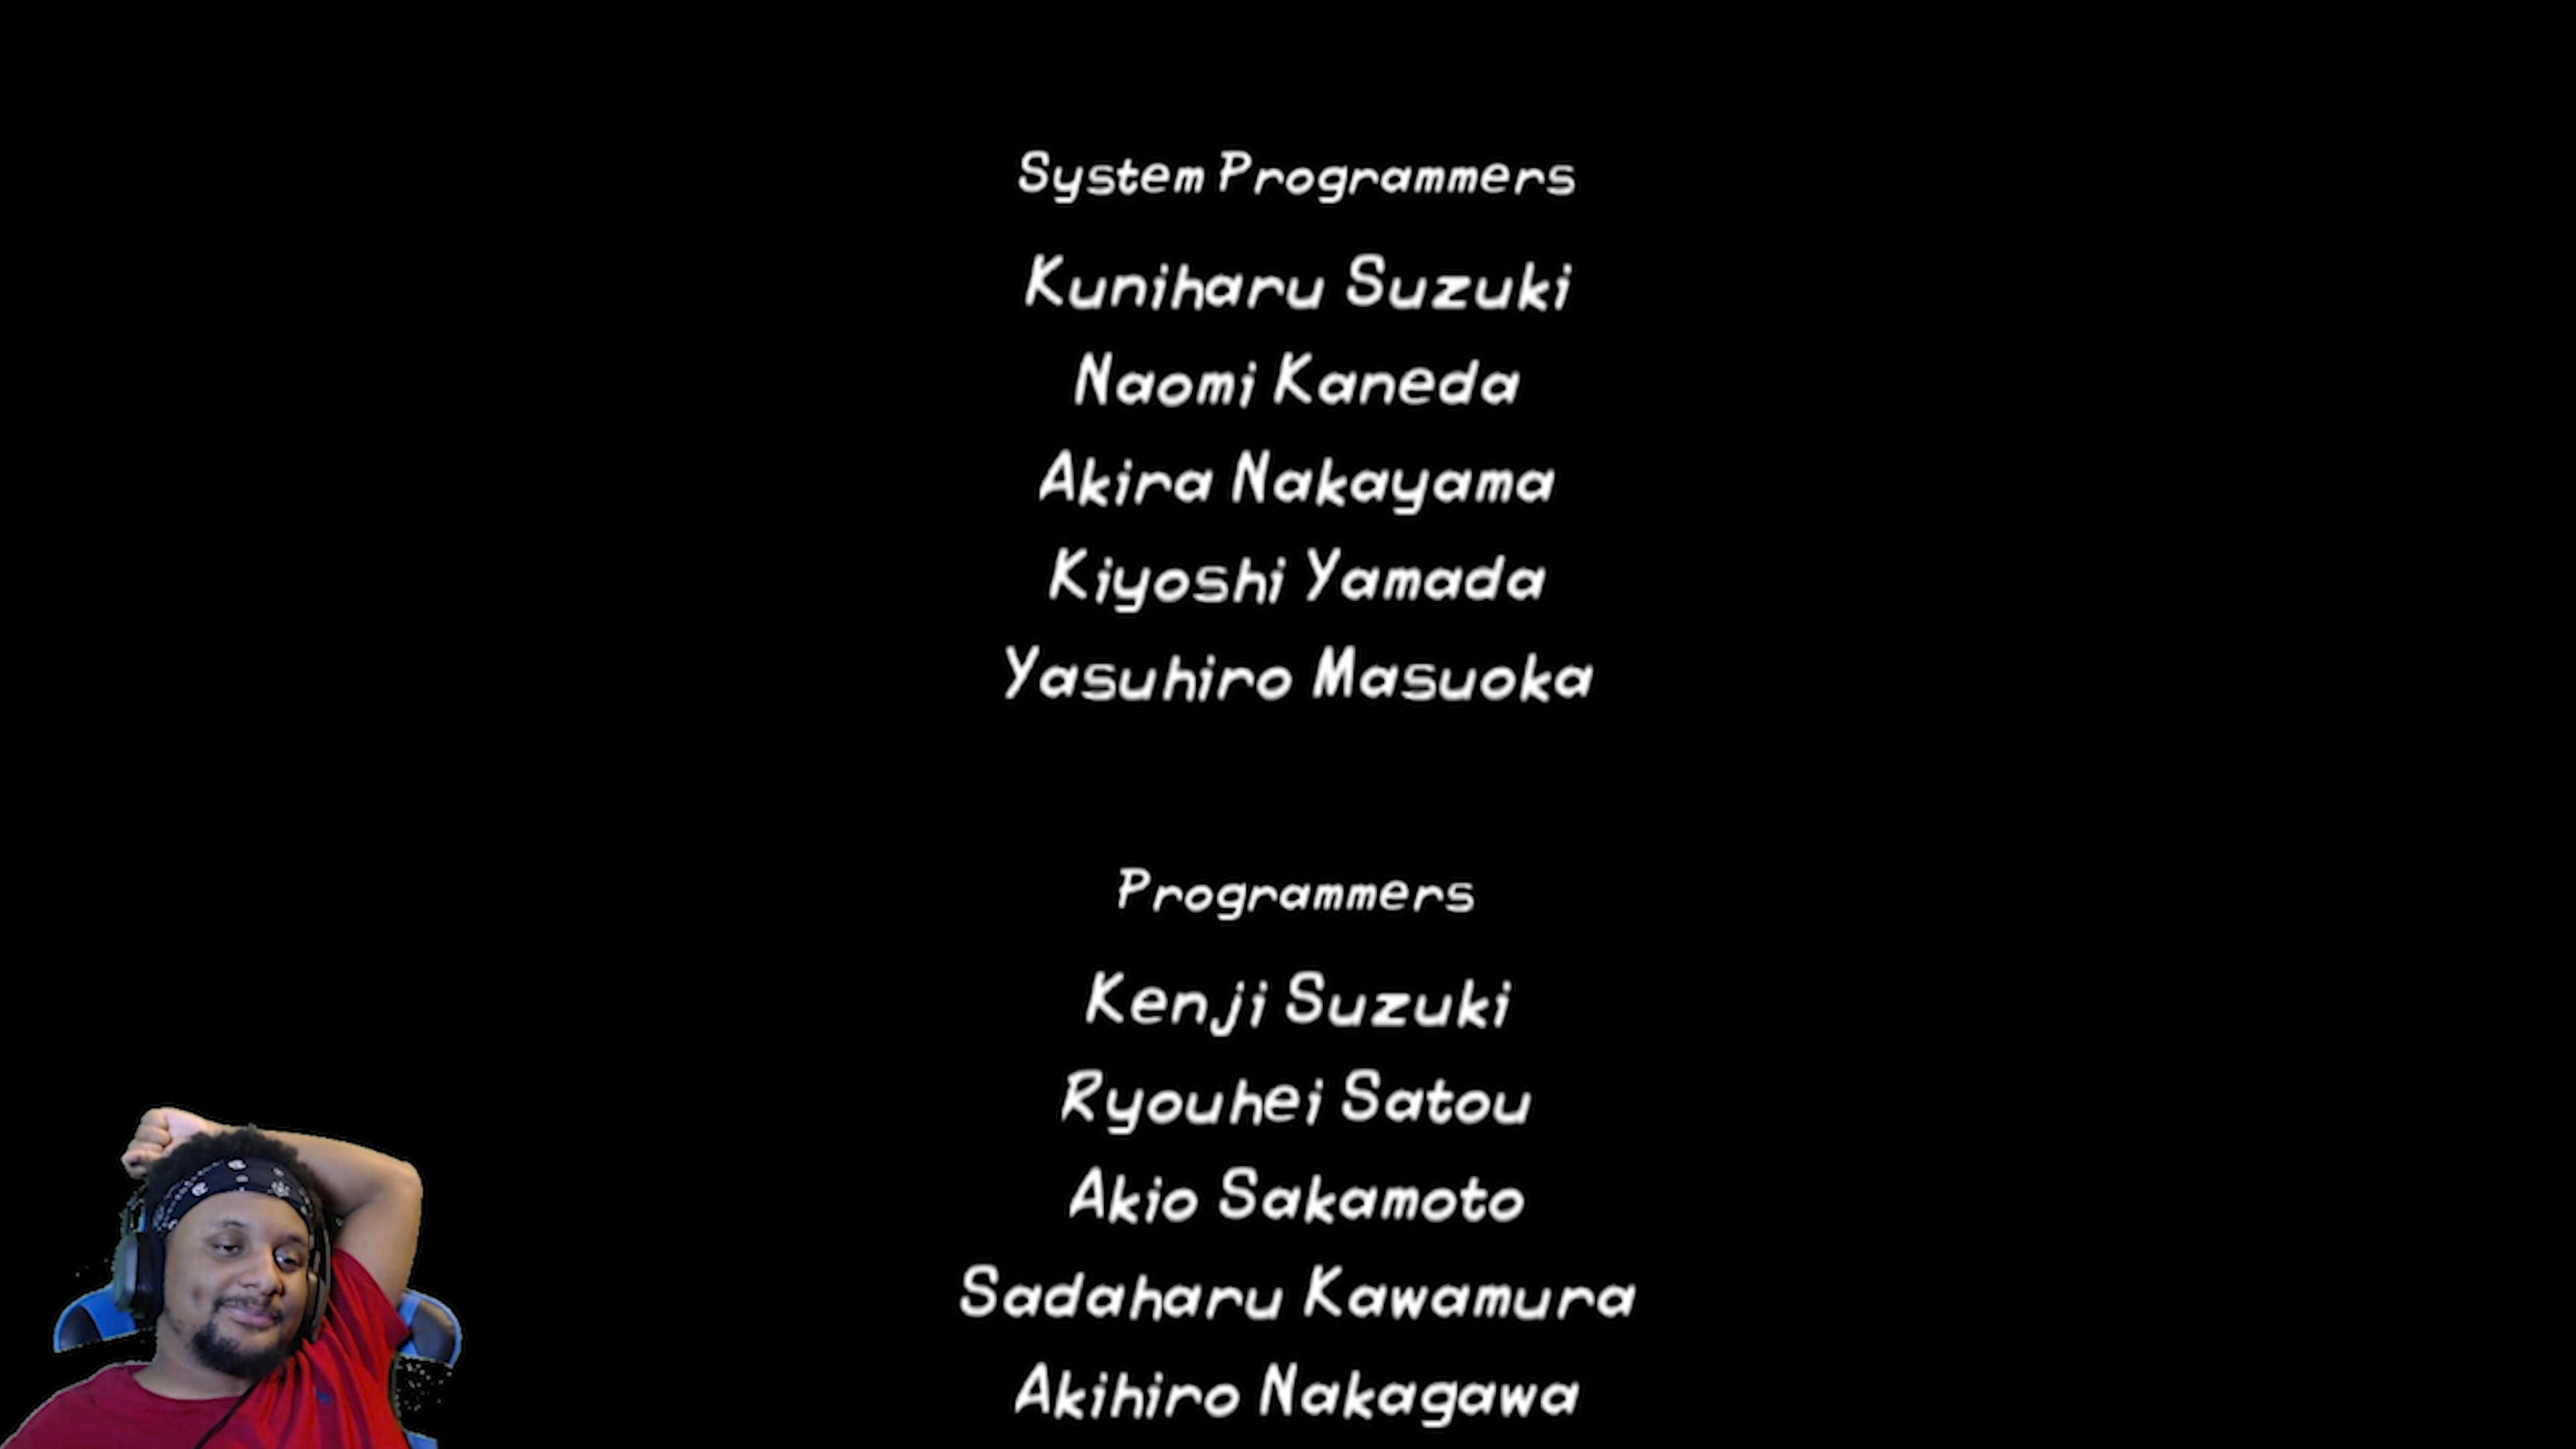 System Programmers
Kuniharu Suzuki
Naomi Kaneda
Akira Nakayama
Kiyoshi Yamada
Yasuhiro Masuoka
Programmers
Kenji Suzuki
Ryouhei Satou
Akio Sakamoto
Sadaharu Kawamura
Akihiro Nakagawa